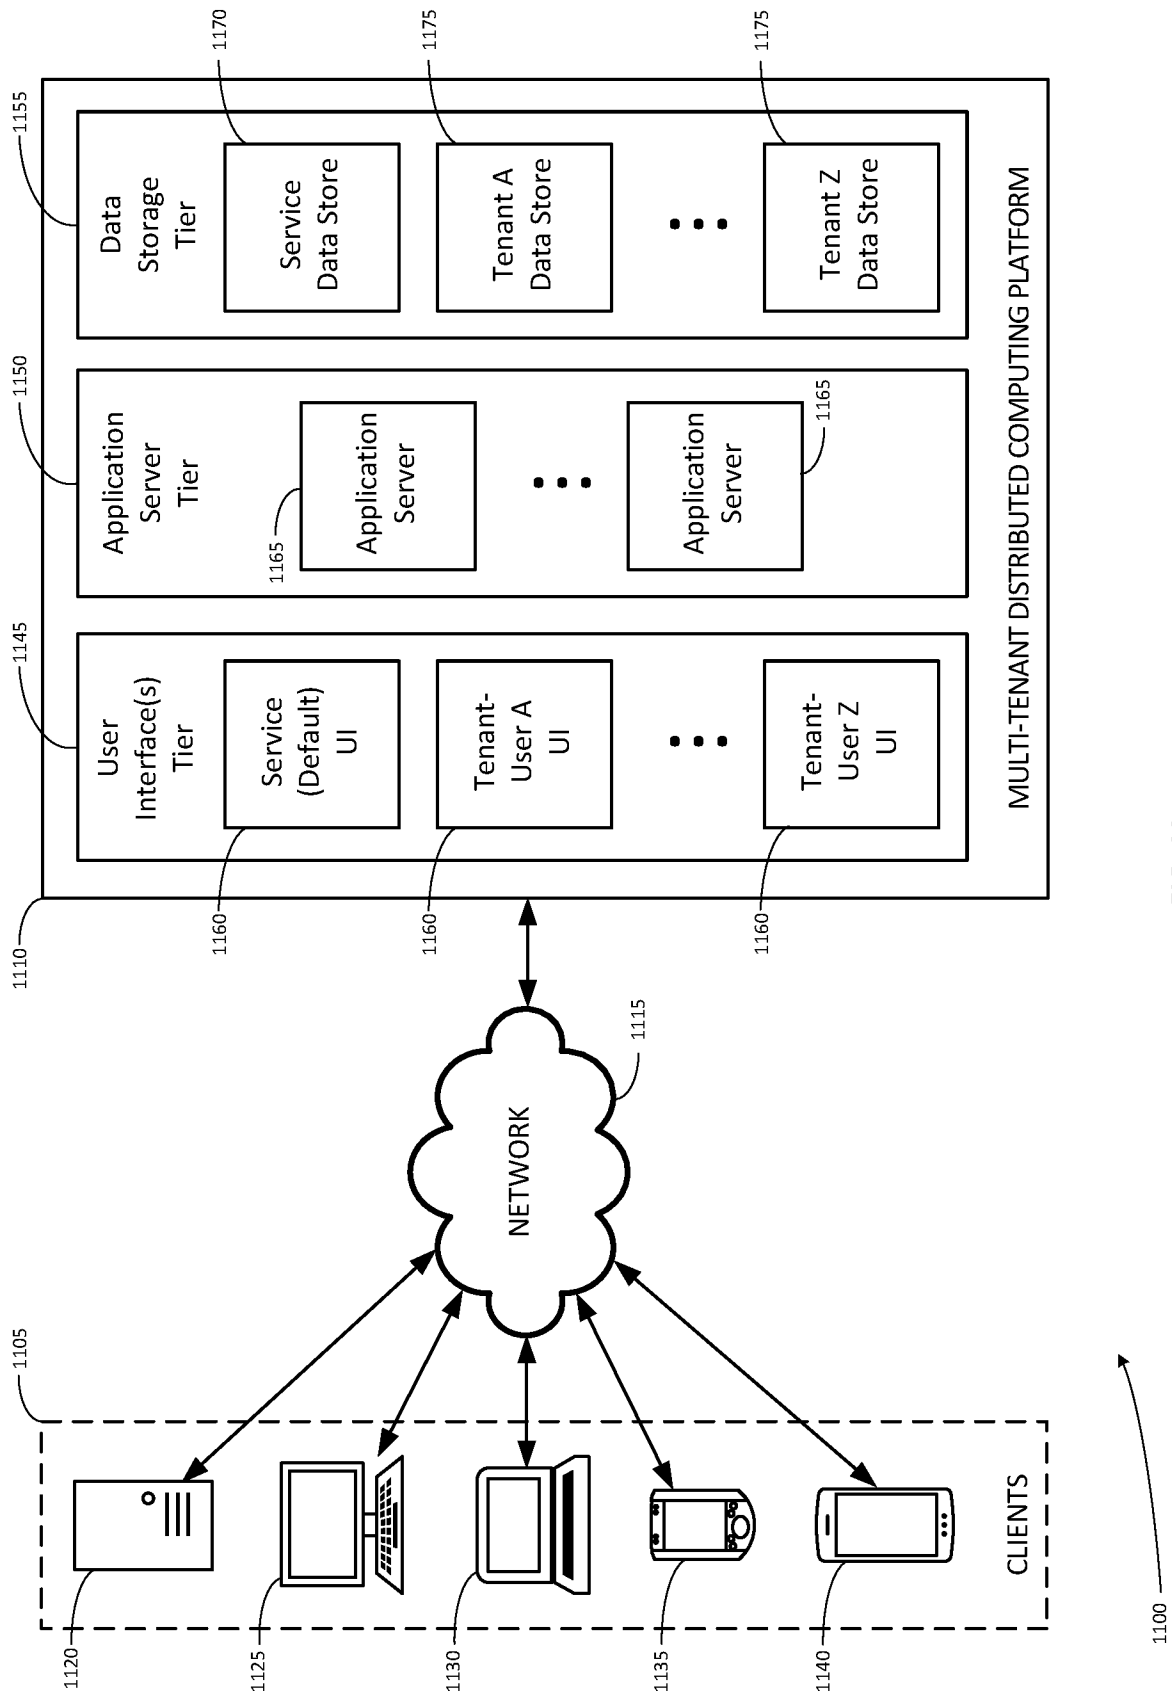 1105
1120
1125
1130
1135
1140
CLIENTS
NETWORK
1115
1110
1145
User
Interface(s)
Tier
1160
Service
(Default)
UI
1160
Tenant-
User A
UI
1160
Tenant-
User Z
UI
1150
Application
Server
Tier
1165
Application
Server
Application
Server
1165
1155
Data
Storage
Tier
1170
Service
Data Store
1175
Tenant A
Data Store
1175
Tenant Z
Data Store
MULTI-TENANT DISTRIBUTED COMPUTING PLATFORM
1100